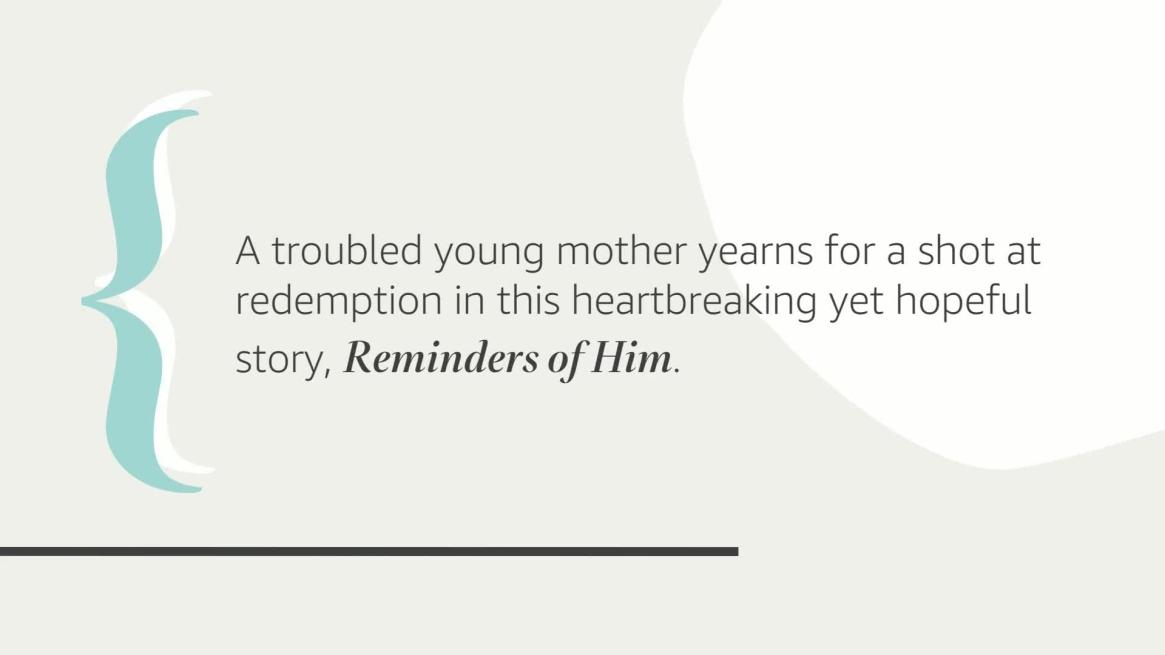 A troubled young mother yearns for a shot at
redemption in this heartbreaking yet hopeful
story, Reminders of Him.